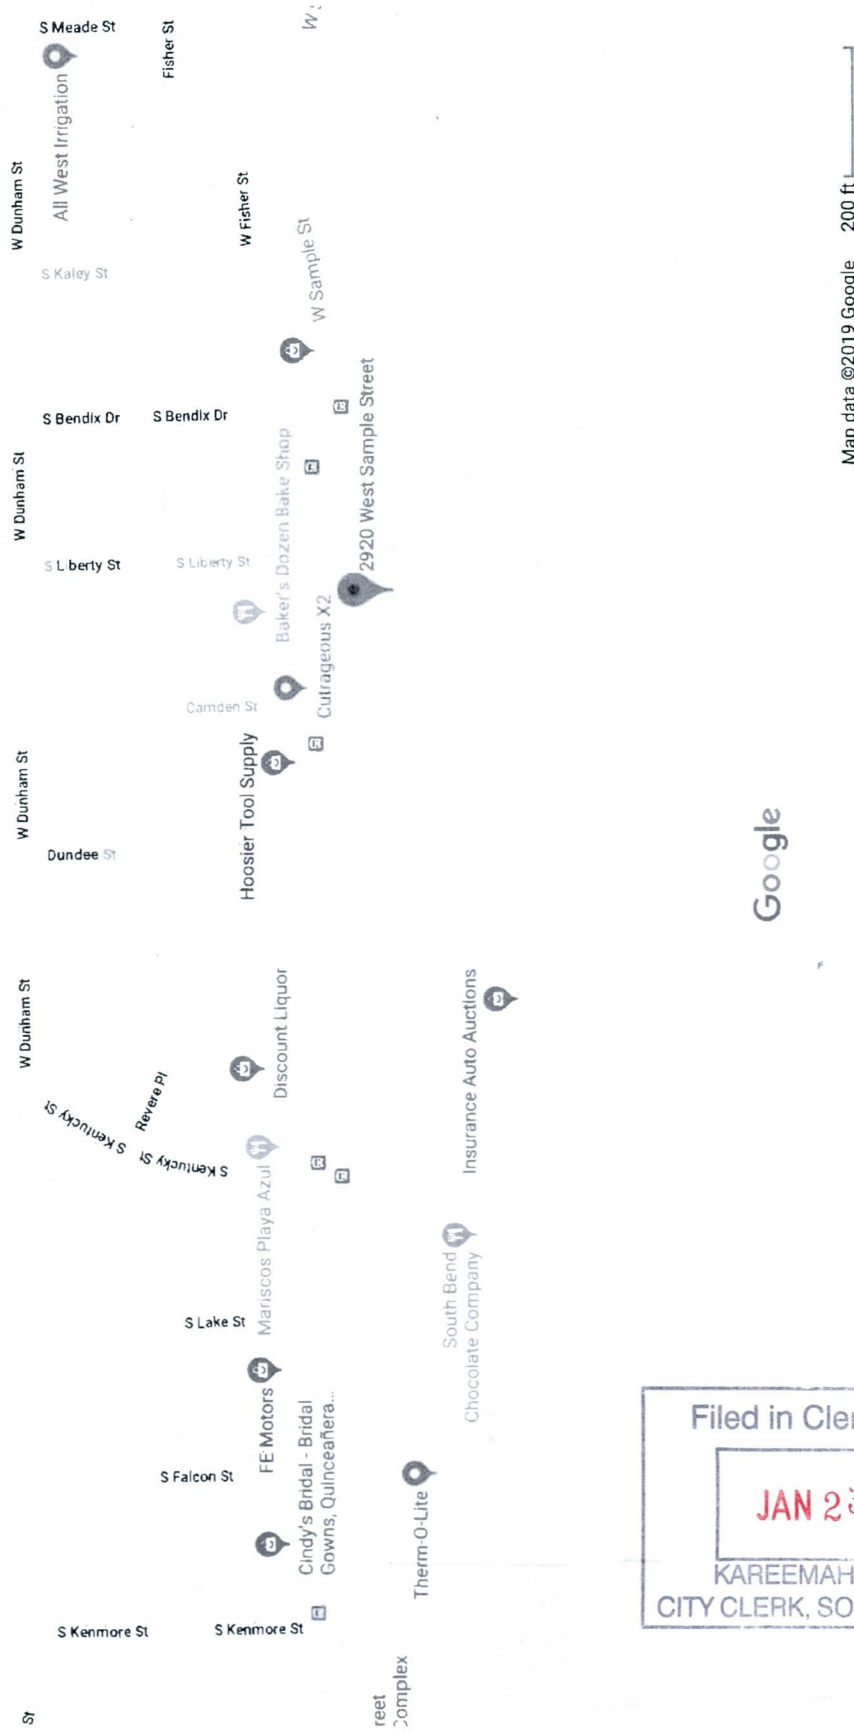 St
S Kenmore St
S Kenmore St
reet
Complex
Cindy's Bridal - Bridal
Gowns, Quinceañera...
S Falcon St
FE Motors
Therm-O-Lite
S Lake St
Mariscos Playa Azul
South Bend
Chocolate Company
S Kentucky St
S Kentucky St
S Kentucky St
Revere Pl
W Dunham St
Discount Liquor
Insurance Auto Auctions
Dundee St
W Dunham St
Hoosier Tool Supply
Camden St
Cutrageous X2
Baker's Dozen Bake Shop
S Liberty St
S Liberty St
W Dunham St
2920 West Sample Street
S Bendix Dr
S Bendix Dr
W Sample St
S Kaley St
W Dunham St
W Fisher St
All West Irrigation
S Meade St
Fisher St
Google
Map data ©2019 Google
200 ft
Filed in Cler
JAN 2
KAREEMAH
CITY CLERK, SO